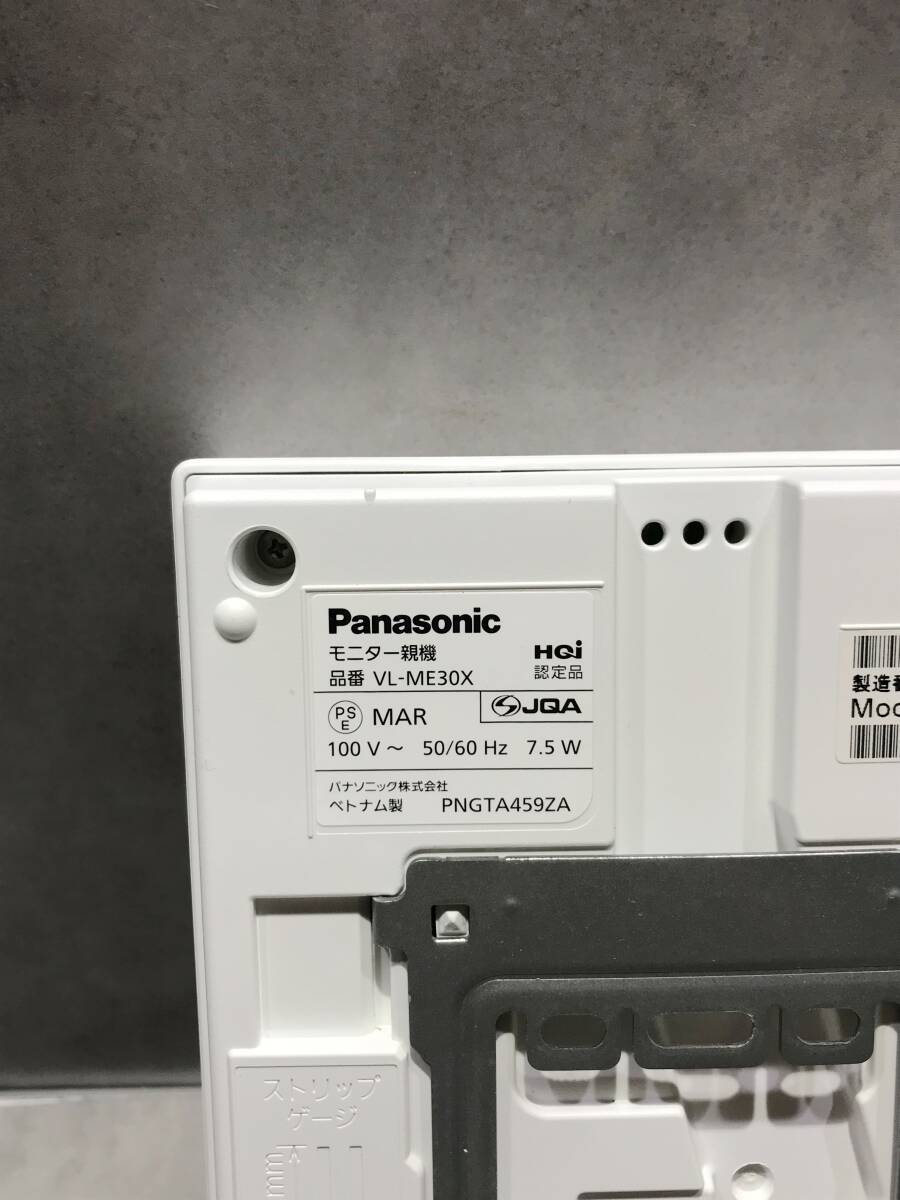 Panasonic
モニター親機
品番 VL-ME30X
HQi
認定品
PS
E
MAR
JQA
100 V～ 50/60 Hz 7.5 W
パナソニック株式会社
ベトナム製 PNGTA459ZA
製造
ストリップ
ゲージ
mm